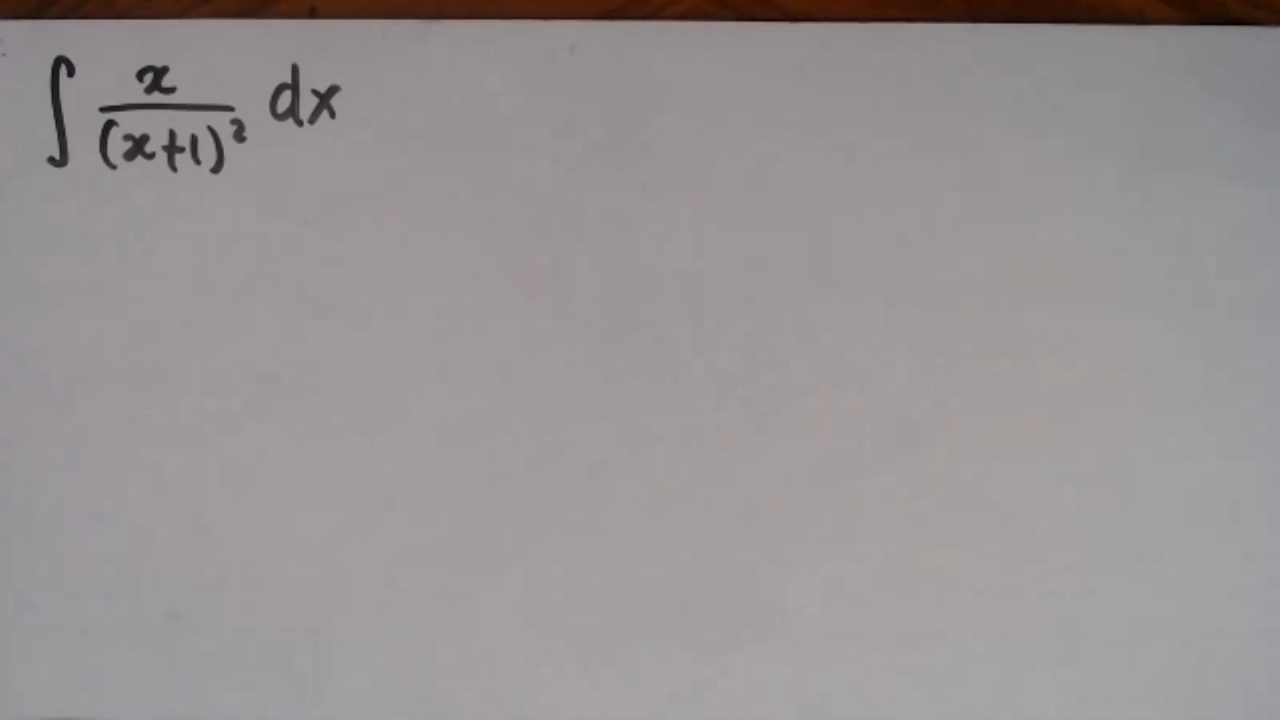 ∫ x/(x+1)² dx